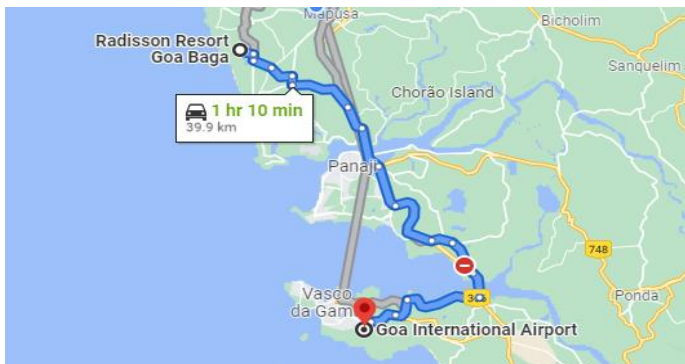 Mapusa
Bicholim
Radisson Resort
Goa Baga
Sanquelim
Chorão Island
1 hr 10 min
39.9 km
Panaji
748
Vasco
da Gam
Ponda
Goa International Airport